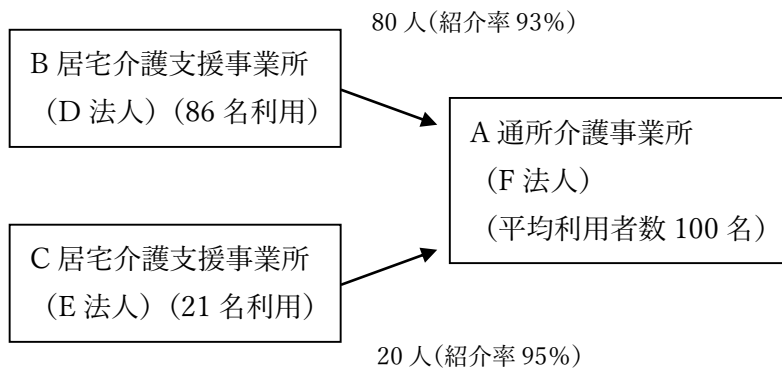 80 人(紹介率 93%)
B 居宅介護支援事業所
（D 法人）(86 名利用)
A 通所介護事業所
（F 法人）
(平均利用者数 100 名)
C 居宅介護支援事業所
（E 法人）(21 名利用)
20 人(紹介率 95%)